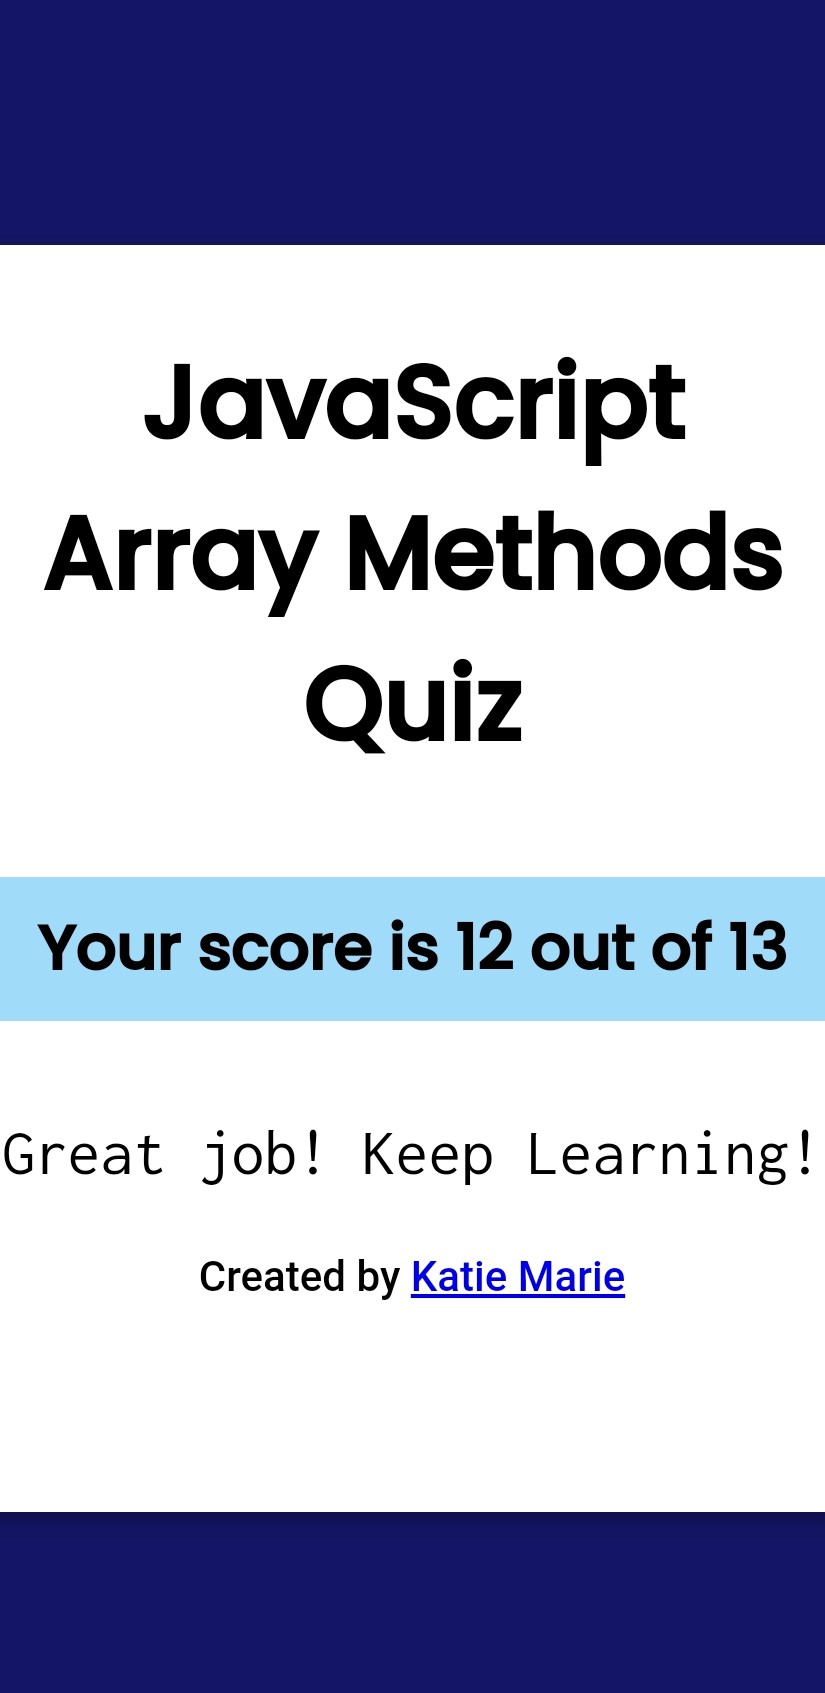 JavaScript
Array Methods
Quiz
Your score is 12 out of 13
Great job! Keep Learning!
Created by Katie Marie